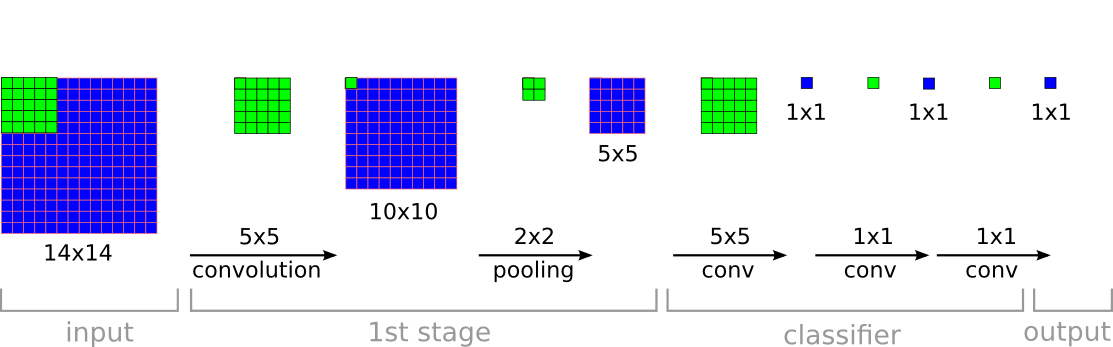 1x1
1x1
1x1
5x5
10x10
14x14
5x5
convolution
2x2
pooling
5x5
conv
1x1
conv
1x1
conv
input
1st stage
classifier
output